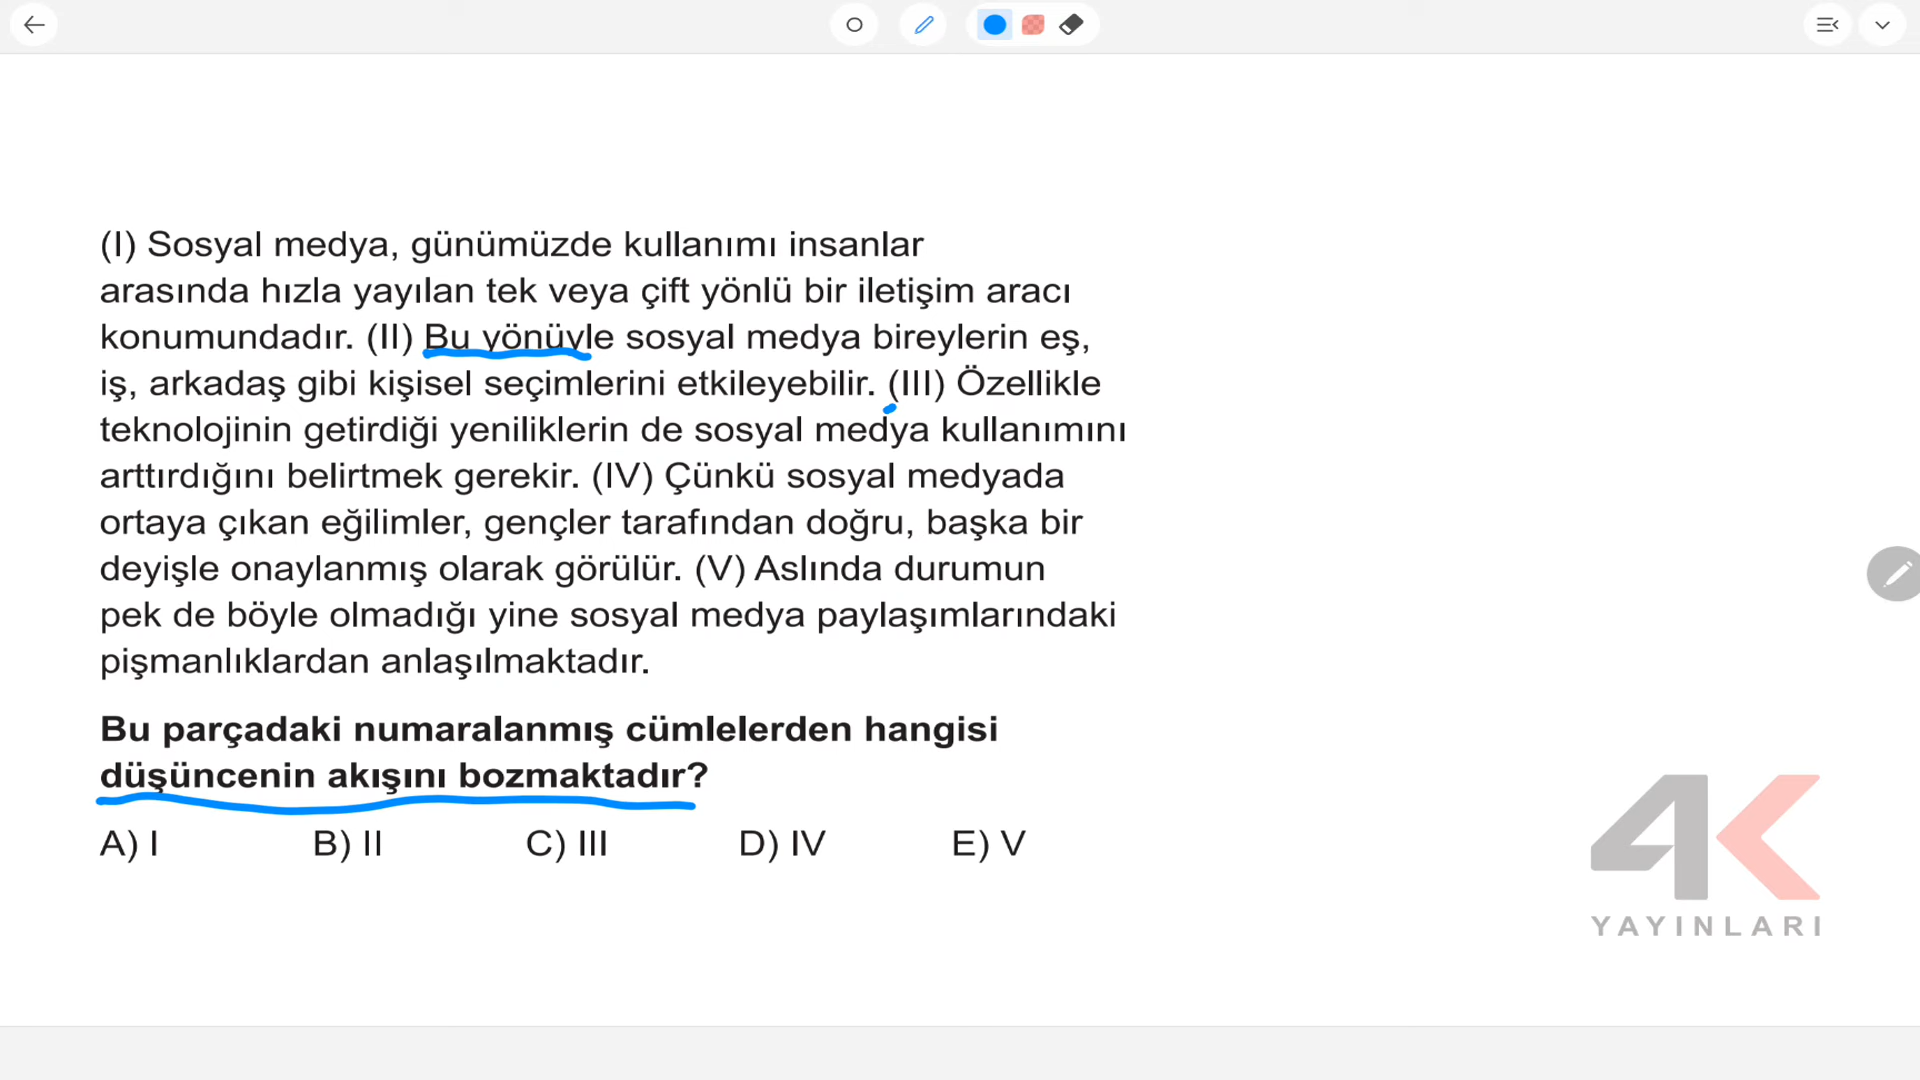 (I) Sosyal medya, günümüzde kullanımı insanlar
arasında hızla yayılan tek veya çift yönlü bir iletişim aracı
konumundadır. (II) Bu yönüyle sosyal medya bireylerin eş,
iş, arkadaş gibi kişisel seçimlerini etkileyebilir. (III) Özellikle
teknolojinin getirdiği yeniliklerin de sosyal medya kullanımını
arttırdığını belirtmek gerekir. (IV) Çünkü sosyal medyada
ortaya çıkan eğilimler, gençler tarafından doğru, başka bir
deyişle onaylanmış olarak görülür. (V) Aslında durumun
pek de böyle olmadığı yine sosyal medya paylaşımlarındaki
pişmanlıklardan anlaşılmaktadır.
Bu parçadaki numaralanmış cümlelerden hangisi
düşüncenin akışını bozmaktadır?
A) I B) II C) III D) IV E) V
4K
YAYINLARI